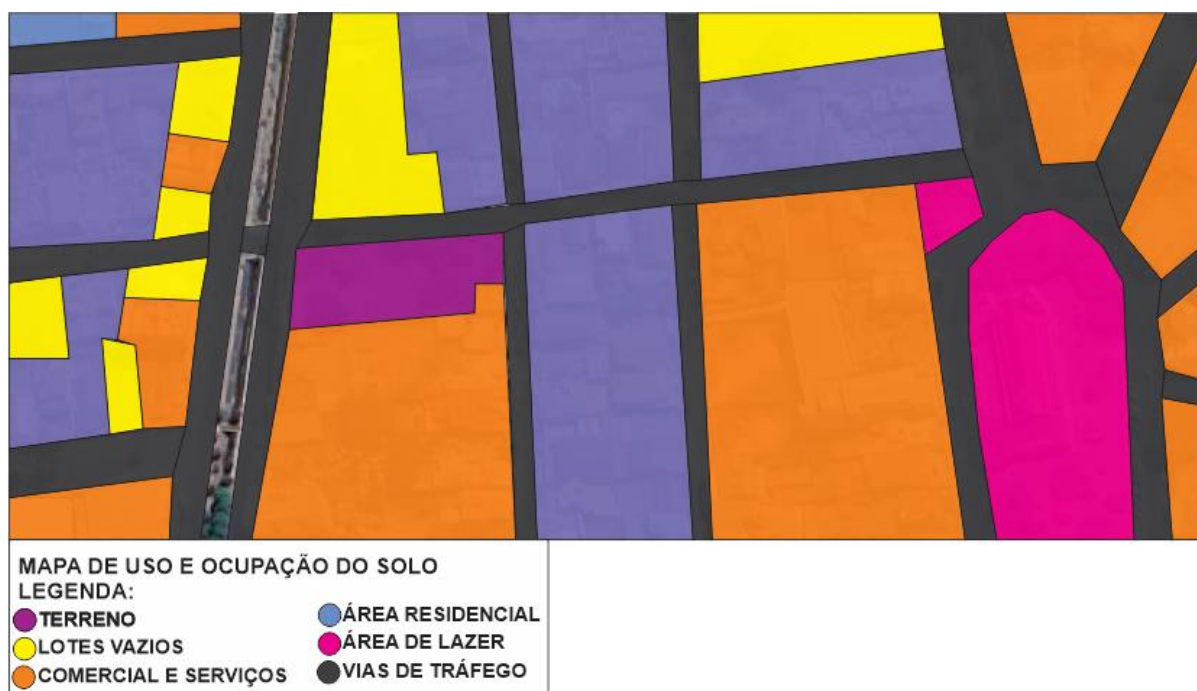 MAPA DE USO E OCUPAÇÃO DO SOLO
LEGENDA:
TERRENO
LOTES VAZIOS
COMERCIAL E SERVIÇOS
ÁREA RESIDENCIAL
ÁREA DE LAZER
VIAS DE TRÁFEGO